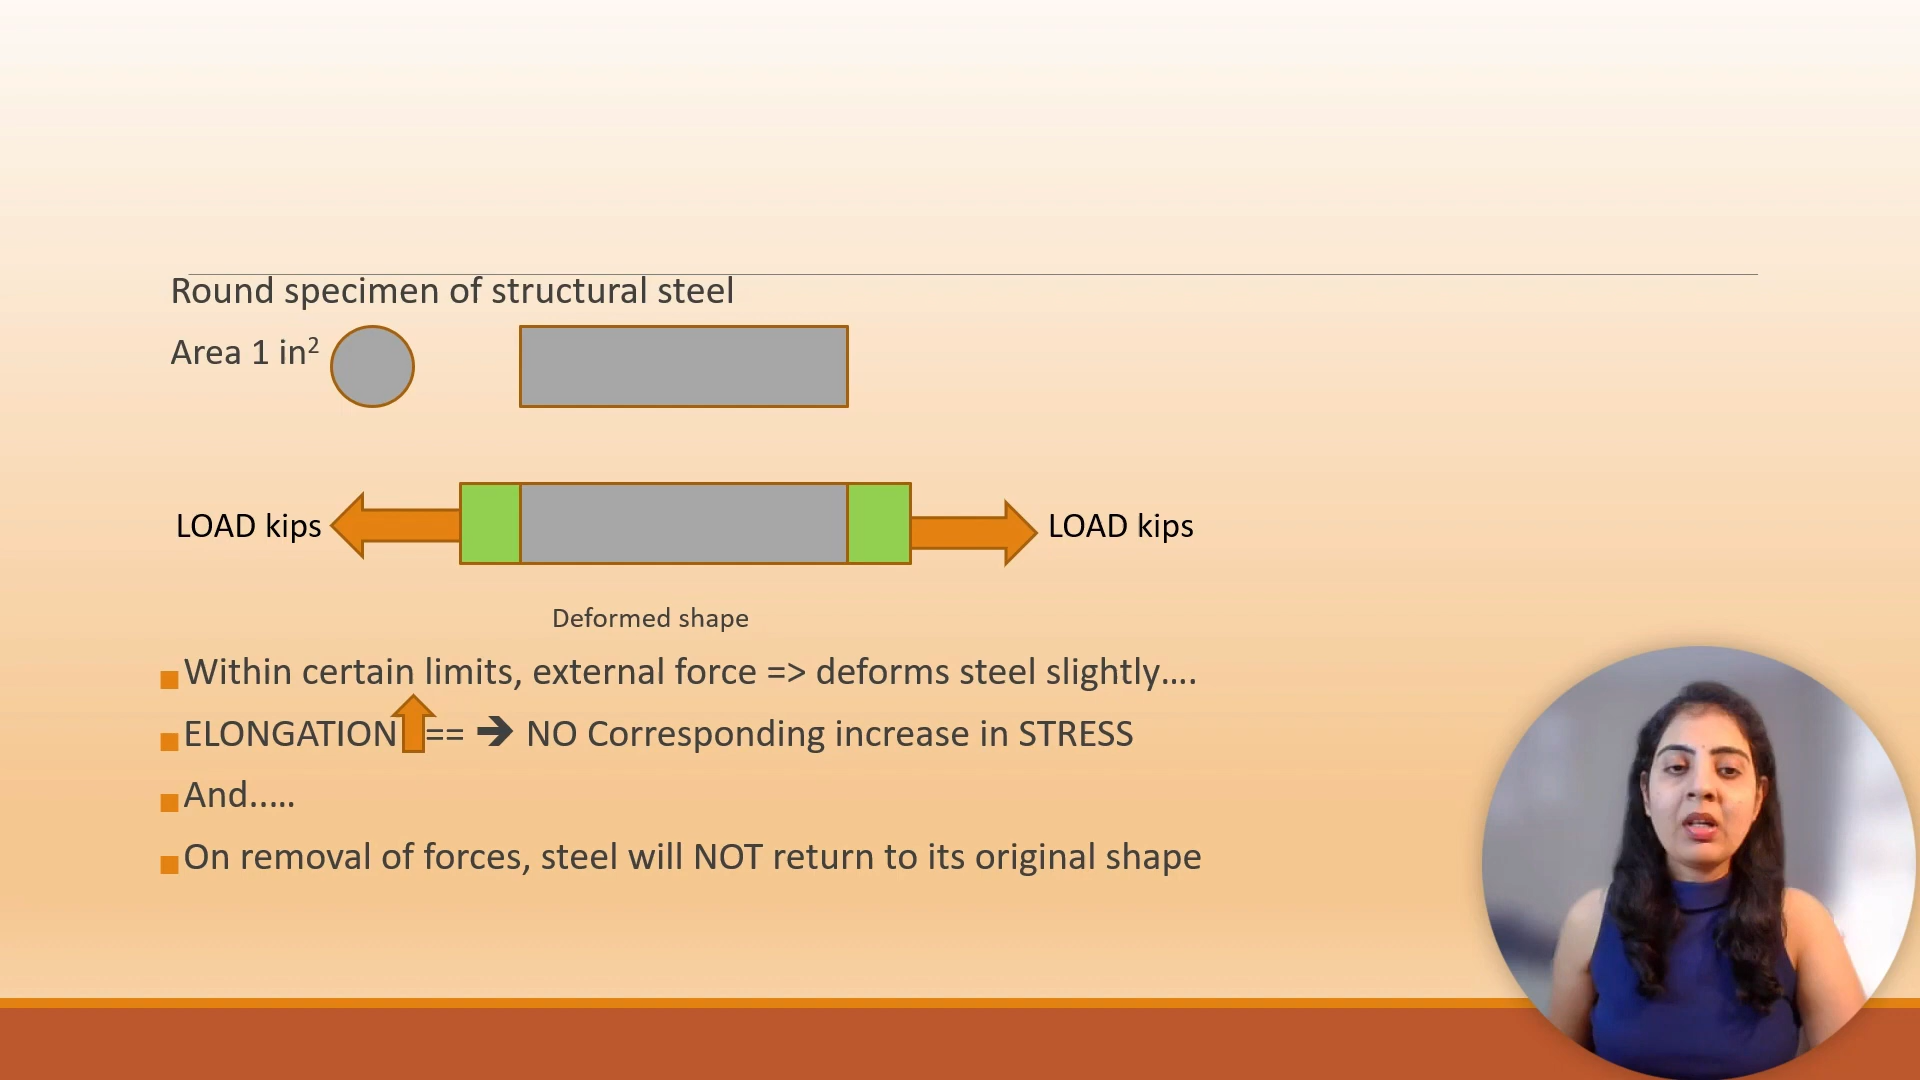 Round specimen of structural steel
Area 1 in²
LOAD kips
LOAD kips
Deformed shape
Within certain limits, external force => deforms steel slightly....
ELONGATION == ➔ NO Corresponding increase in STRESS
And.....
On removal of forces, steel will NOT return to its original shape